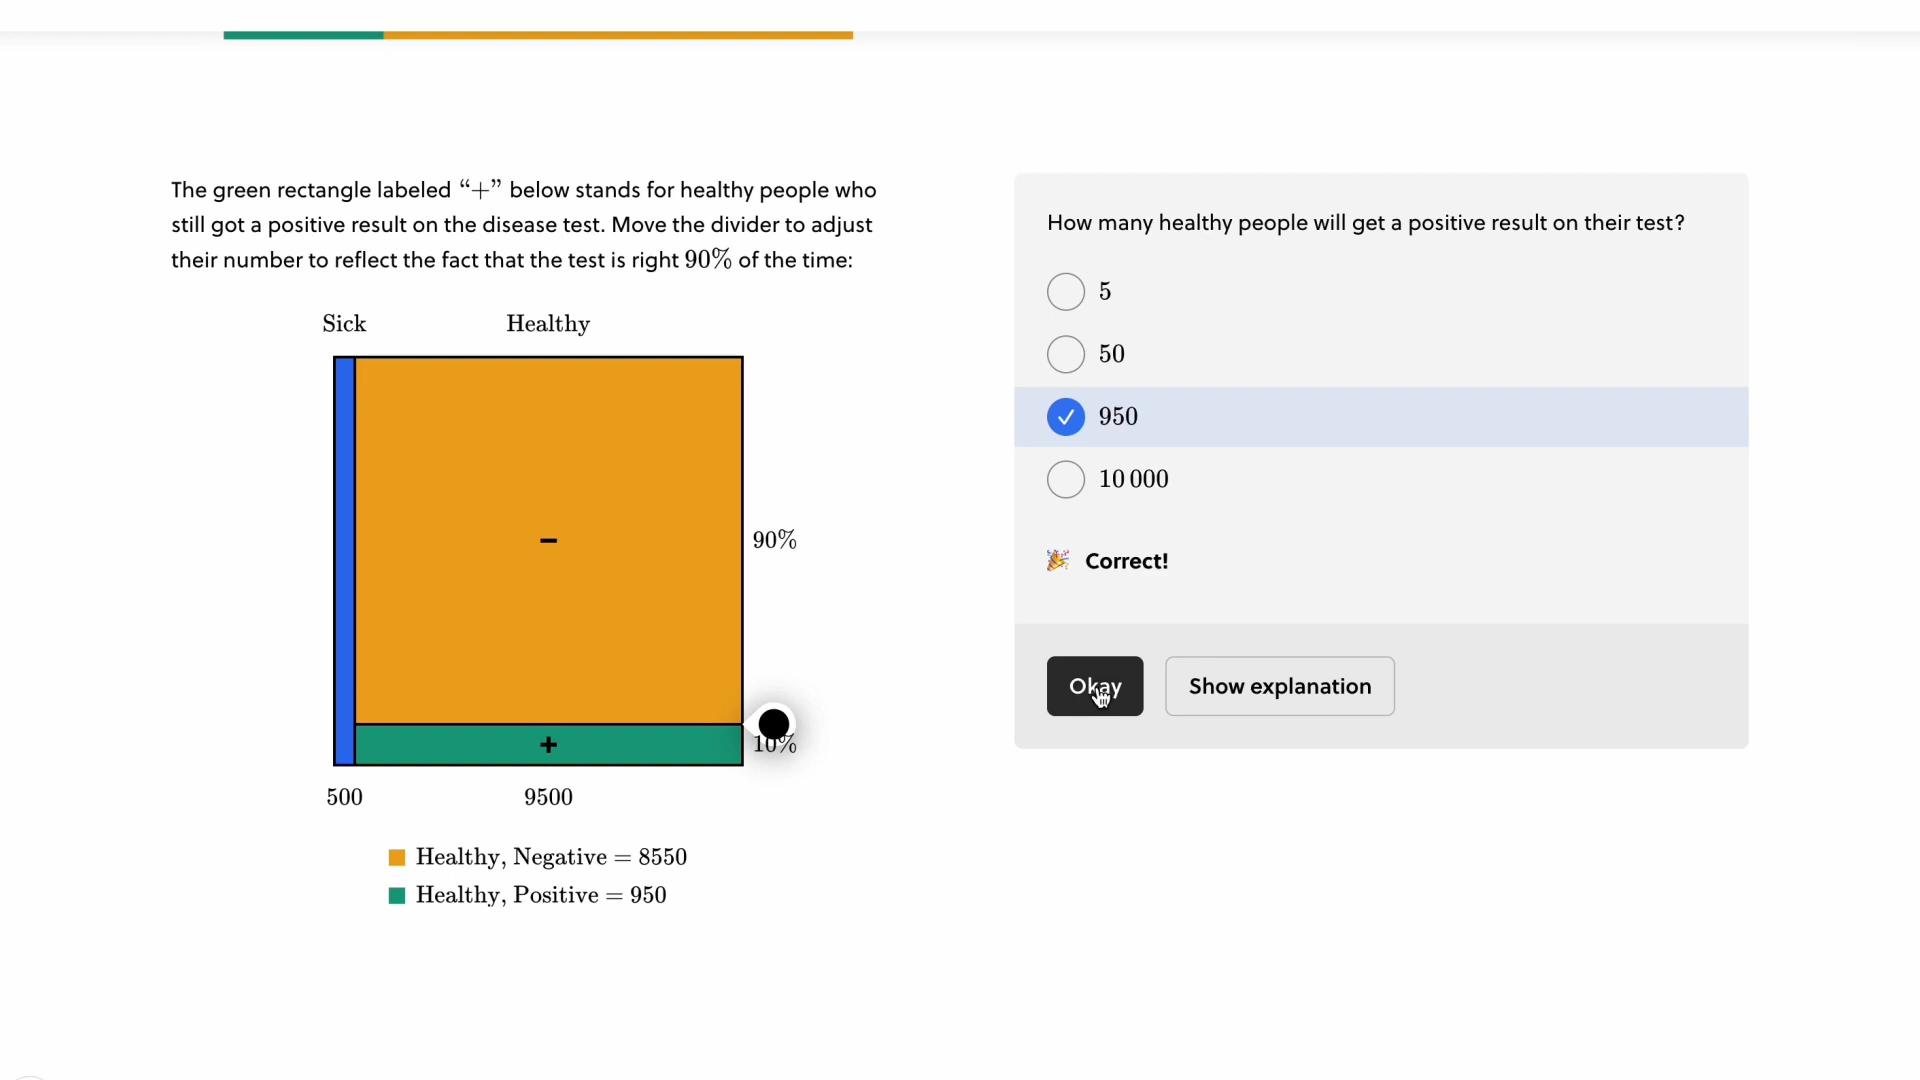 The green rectangle labeled “+” below stands for healthy people who
still got a positive result on the disease test. Move the divider to adjust
their number to reflect the fact that the test is right 90% of the time:
Sick Healthy
−
90%
+
10%
500 9500
Healthy, Negative = 8550
Healthy, Positive = 950
How many healthy people will get a positive result on their test?
5
50
950
10 000
Correct!
Okay Show explanation